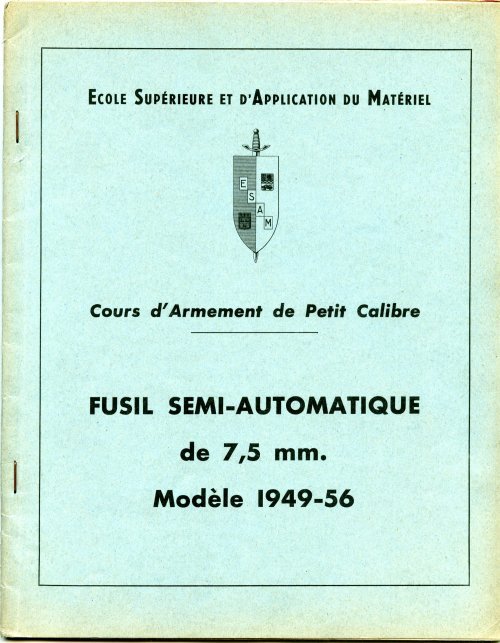 ECOLE SUPÉRIEURE ET D'APPLICATION DU MATÉRIEL
E
S
A
M
Cours d'Armement de Petit Calibre
FUSIL SEMI-AUTOMATIQUE
de 7,5 mm.
Modèle 1949-56